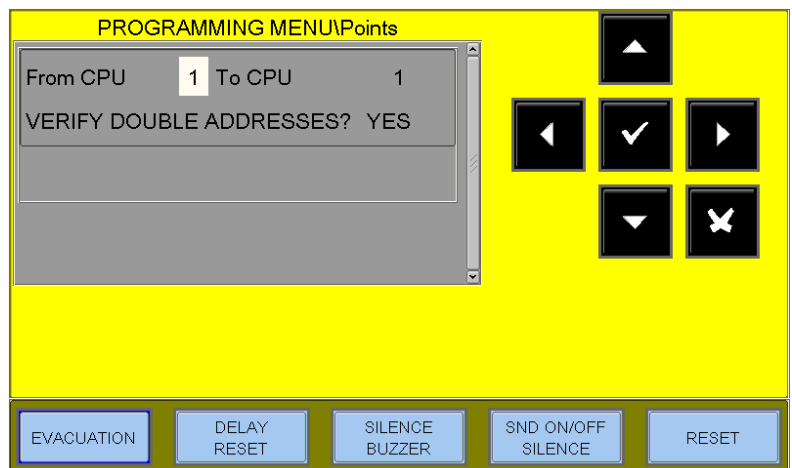 PROGRAMMING MENU\Points
From CPU 1 To CPU 1
VERIFY DOUBLE ADDRESSES? YES
EVACUATION
DELAY
RESET
SILENCE
BUZZER
SND ON/OFF
SILENCE
RESET